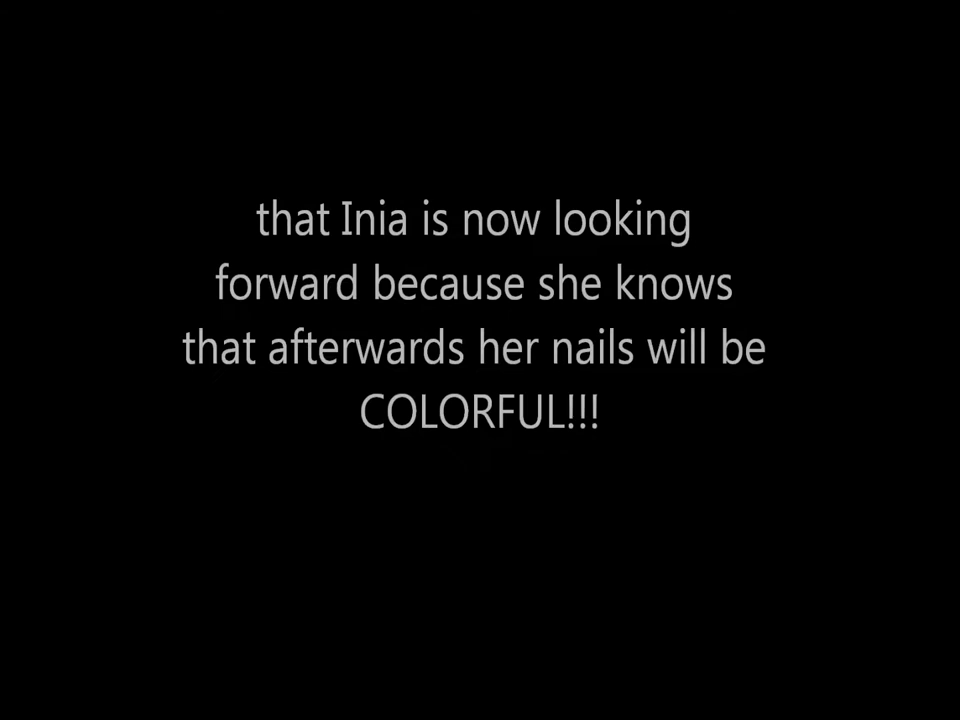 that Inia is now looking
forward because she knows
that afterwards her nails will be
COLORFUL!!!